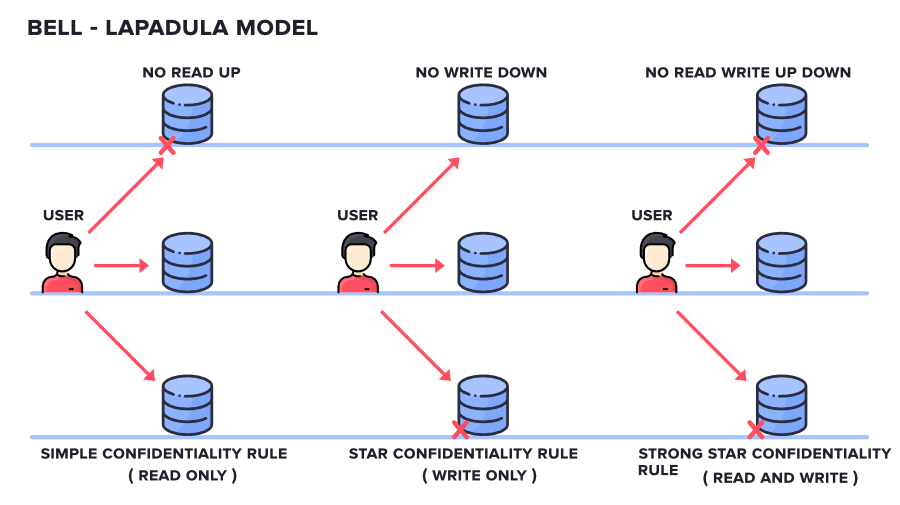 BELL - LAPADULA MODEL
NO READ UP
NO WRITE DOWN
NO READ WRITE UP DOWN
USER
USER
USER
SIMPLE CONFIDENTIALITY RULE
( READ ONLY )
STAR CONFIDENTIALITY RULE
( WRITE ONLY )
STRONG STAR CONFIDENTIALITY
RULE
( READ AND WRITE )